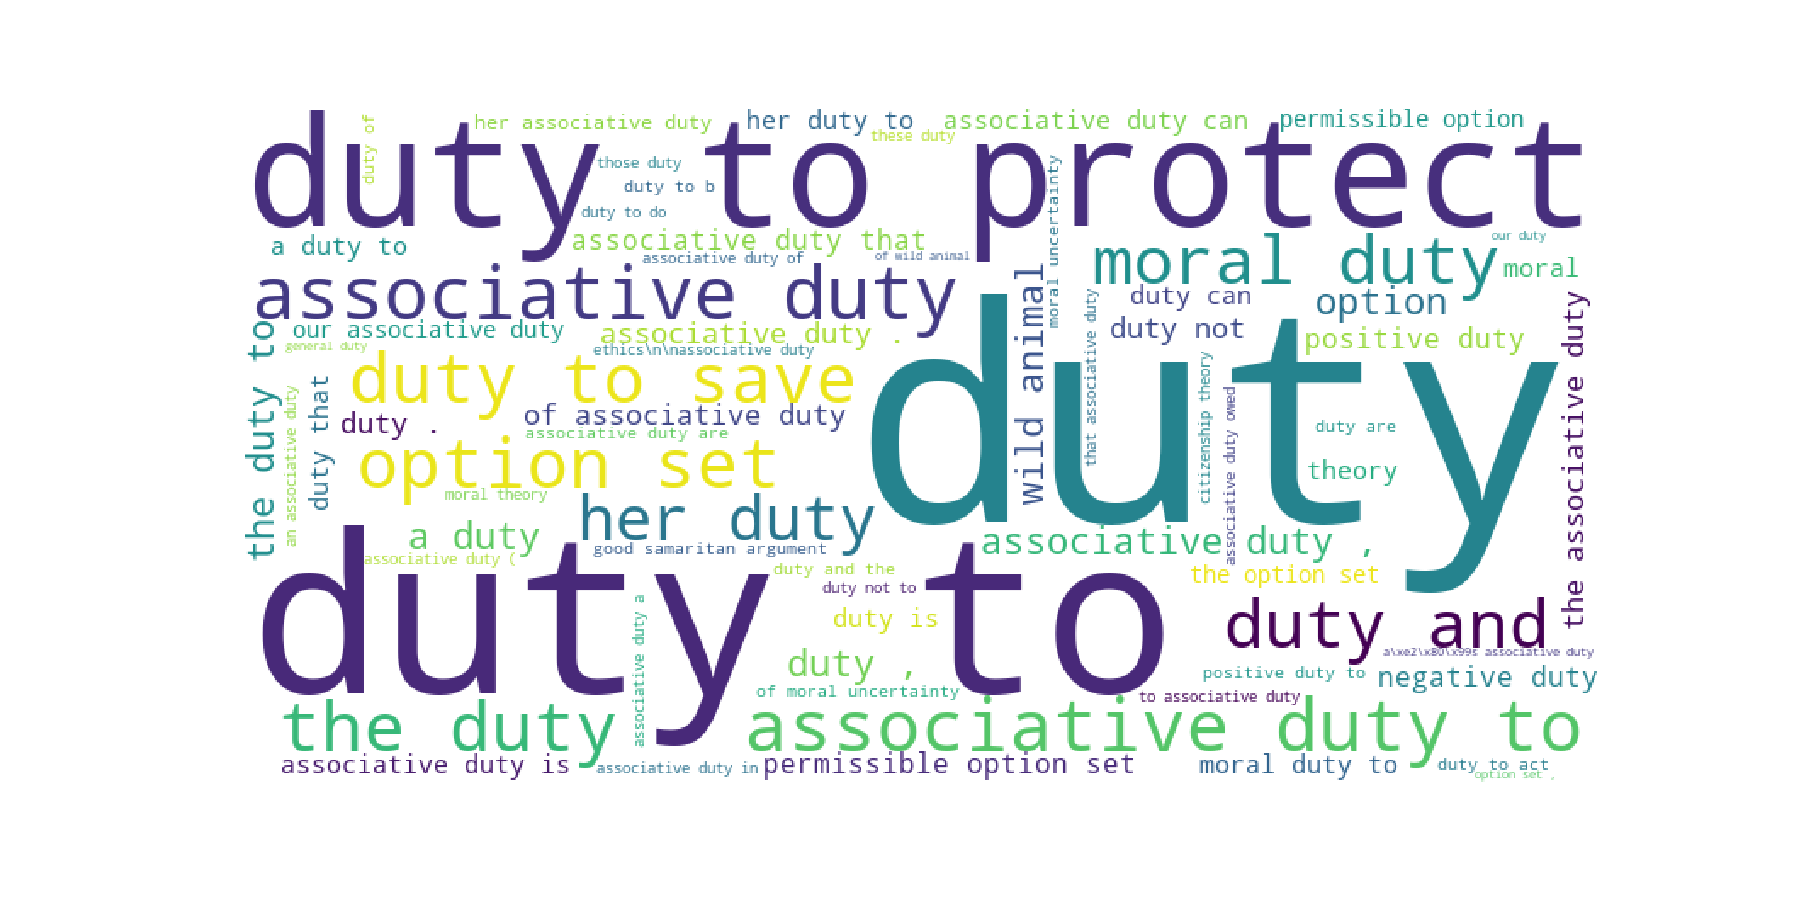 duty of
her associative duty
her duty to
associative duty can
permissible option
these duty
duty to protect
those duty
duty to b
duty to do
moral uncertainty
a duty to
associative duty that
associative duty of
of wild animal
moral duty
our duty
moral
associative duty
wild animal
that associative duty
duty can
option
the associative duty
the duty to
our associative duty
associative duty .
duty not
positive duty
general duty
ethics\n\nassociative duty
duty to save
duty
citizenship theory
an associative duty
duty that
duty .
of associative duty
associative duty are
associative duty owed
duty are
option set
theory
moral theory
her duty
a duty
good samaritan argument
associative duty ,
associative duty (
duty and the
the option set
duty to
duty not to
associative duty a
duty is
duty and
a\xe2\x80\x99s associative duty
duty ,
positive duty to
negative duty
of moral uncertainty
to associative duty
the duty
associative duty to
associative duty is
associative duty in
permissible option set
moral duty to
duty to act
option set ,